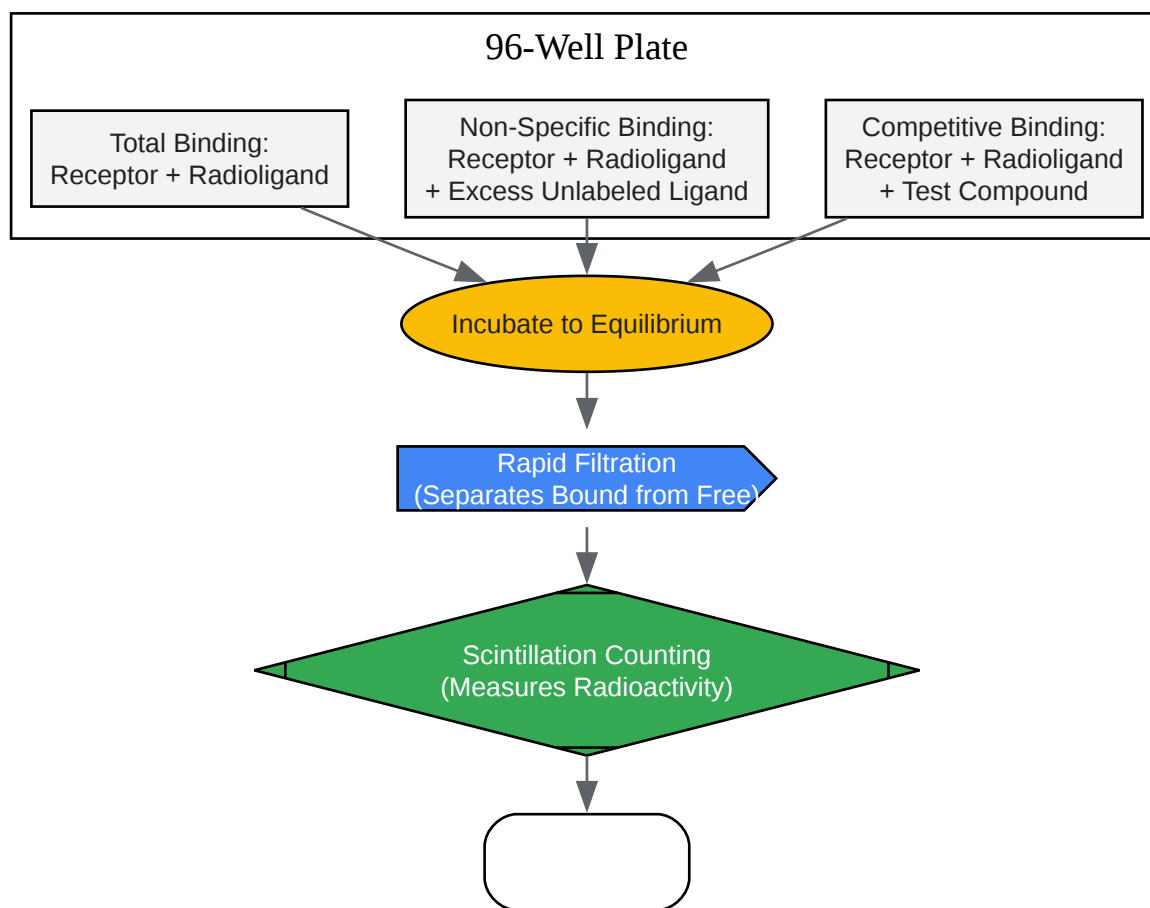 96-Well Plate
Total Binding:
Receptor + Radioligand
Non-Specific Binding:
Receptor + Radioligand
+ Excess Unlabeled Ligand
Competitive Binding:
Receptor + Radioligand
+ Test Compound
Incubate to Equilibrium
Rapid Filtration
(Separates Bound from Free)
Scintillation Counting
(Measures Radioactivity)